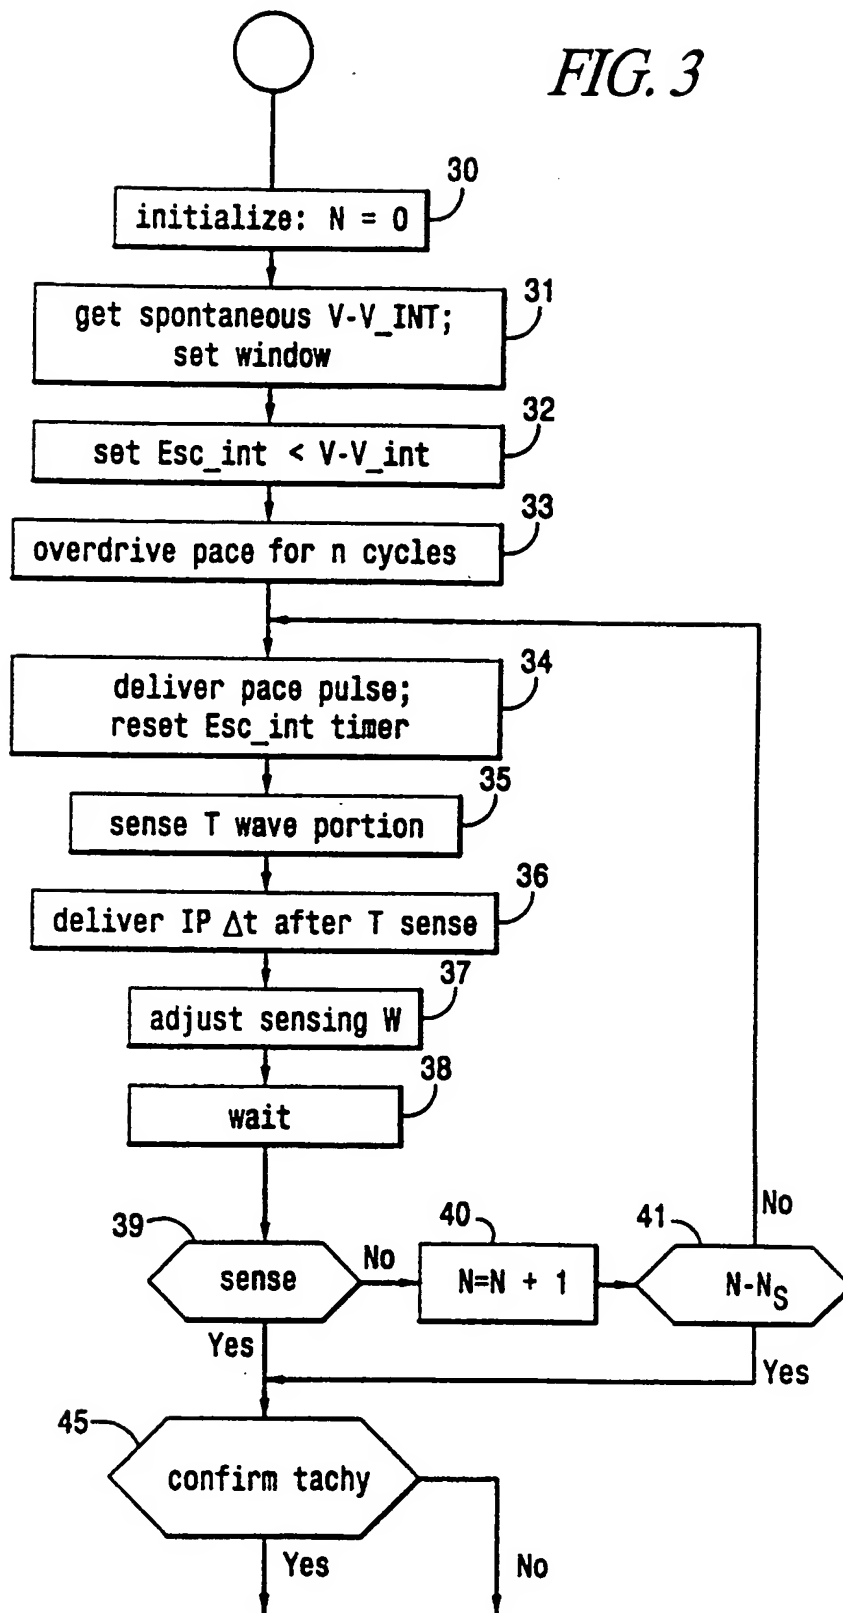 FIG. 3
30
initialize: N = 0
31
get spontaneous V-V_INT;
set window
32
set Esc_int < V-V_int
33
overdrive pace for n cycles
34
deliver pace pulse;
reset Esc_int timer
35
sense T wave portion
36
deliver IP Δt after T sense
37
adjust sensing W
38
wait
39
sense
No
40
N=N + 1
41
N-NS
No
Yes
Yes
45
confirm tachy
Yes
No